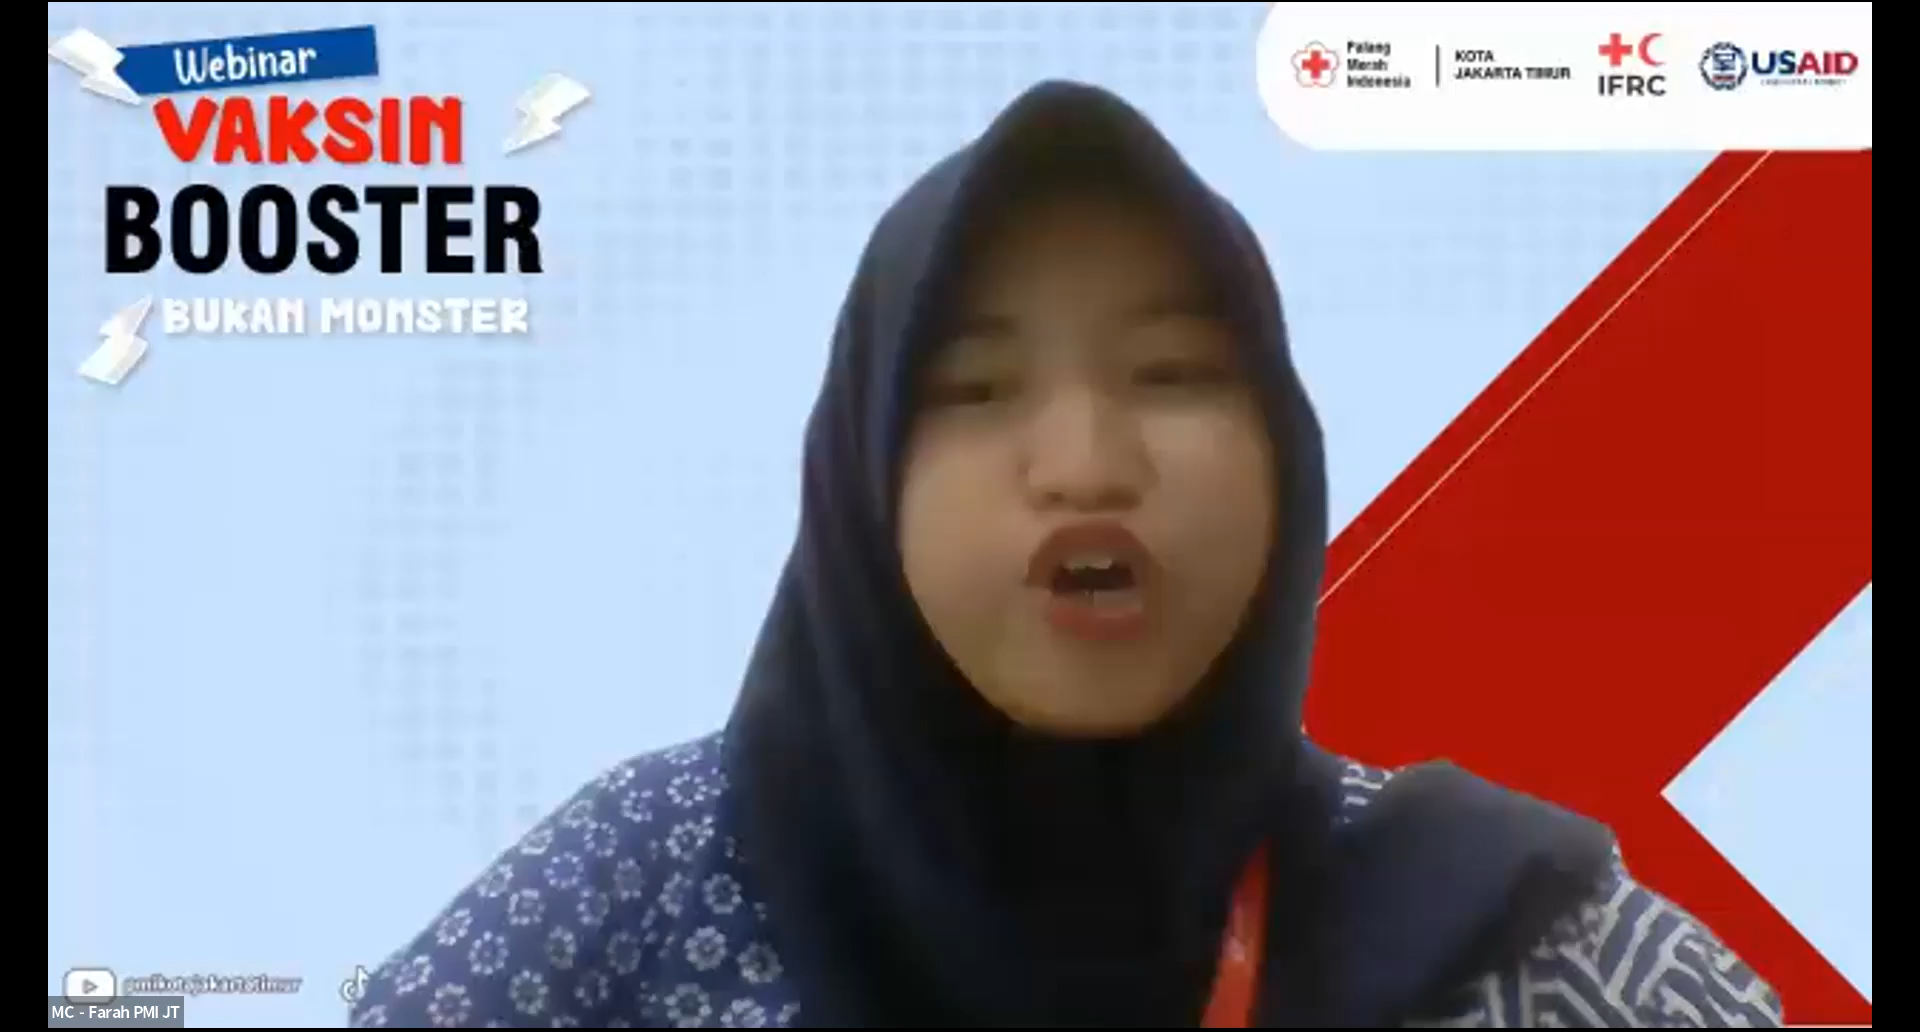 Webinar
VAKSIN
BOOSTER
BUKAN MONSTER
Palang
Merah
Indonesia
KOTA
JAKARTA TIMUR
IFRC
USAID
pmikotajakartatimur
MC - Farah PMI JT